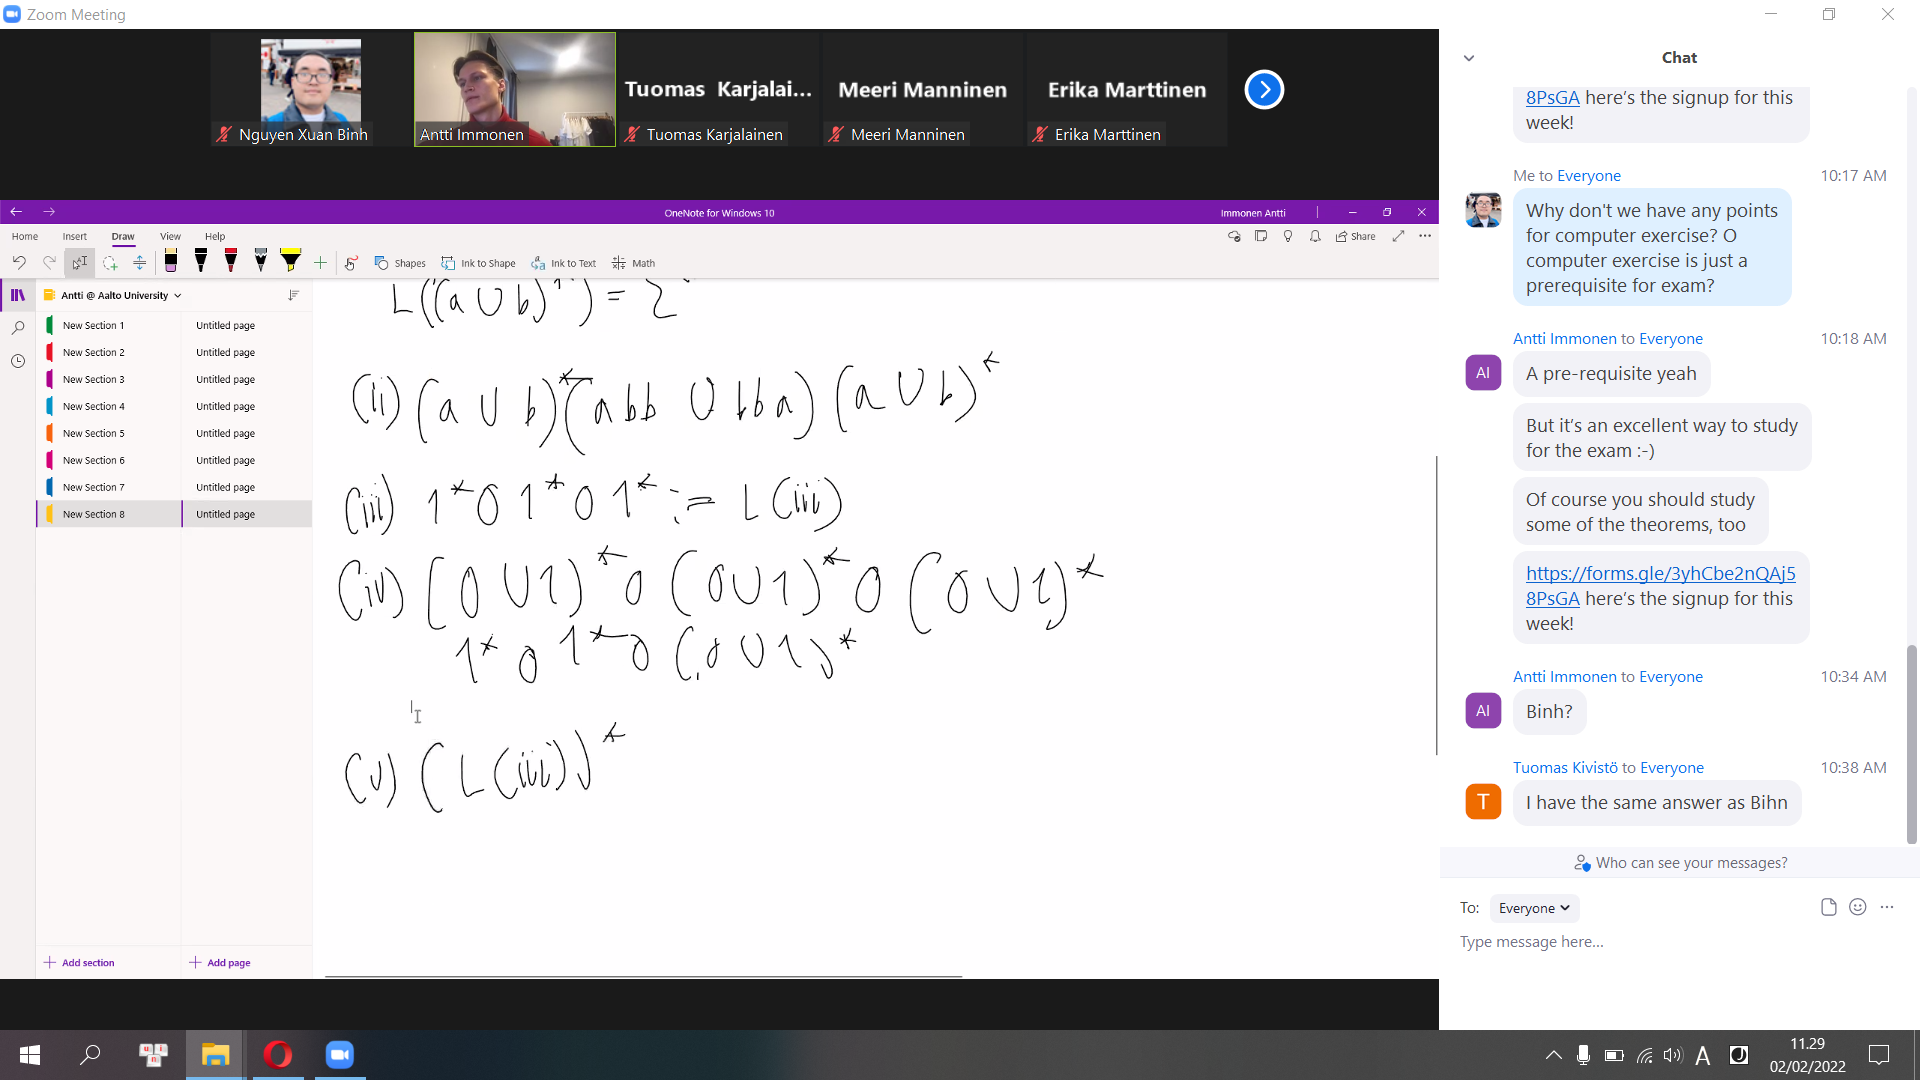 Zoom Meeting
Tuomas Karjalai...
Meeri Manninen
Erika Marttinen
Nguyen Xuan Binh
Antti Immonen
Tuomas Karjalainen
Meeri Manninen
Erika Marttinen
OneNote for Windows 10
Immonen Antti
Home Insert Draw View Help
Share
Shapes
Ink to Shape
Ink to Text
Math
Antti @ Aalto University
New Section 1 Untitled page
New Section 2 Untitled page
New Section 3 Untitled page
New Section 4 Untitled page
New Section 5 Untitled page
New Section 6 Untitled page
New Section 7 Untitled page
New Section 8 Untitled page
Add section
Add page
L((a ∪ b)*) = Σ*
(ii) (a ∪ b)* (abb ∪ bba) (a ∪ b)*
(iii) 1* 0 1* 0 1* := L(iii)
(iv) (0 ∪ 1)* 0 (0 ∪ 1)* 0 (0 ∪ 1)*
1* 0 1* 0 (0 ∪ 1)*
(v) (L(iii))*
Chat
8PsGA here's the signup for this
week!
Me to Everyone 10:17 AM
Why don't we have any points
for computer exercise? O
computer exercise is just a
prerequisite for exam?
Antti Immonen to Everyone 10:18 AM
AI
A pre-requisite yeah
But it's an excellent way to study
for the exam :-)
Of course you should study
some of the theorems, too
https://forms.gle/3yhCbe2nQAj5
8PsGA here's the signup for this
week!
Antti Immonen to Everyone 10:34 AM
AI
Binh?
Tuomas Kivistö to Everyone 10:38 AM
T
I have the same answer as Bihn
Who can see your messages?
To: Everyone
Type message here...
11.29
02/02/2022